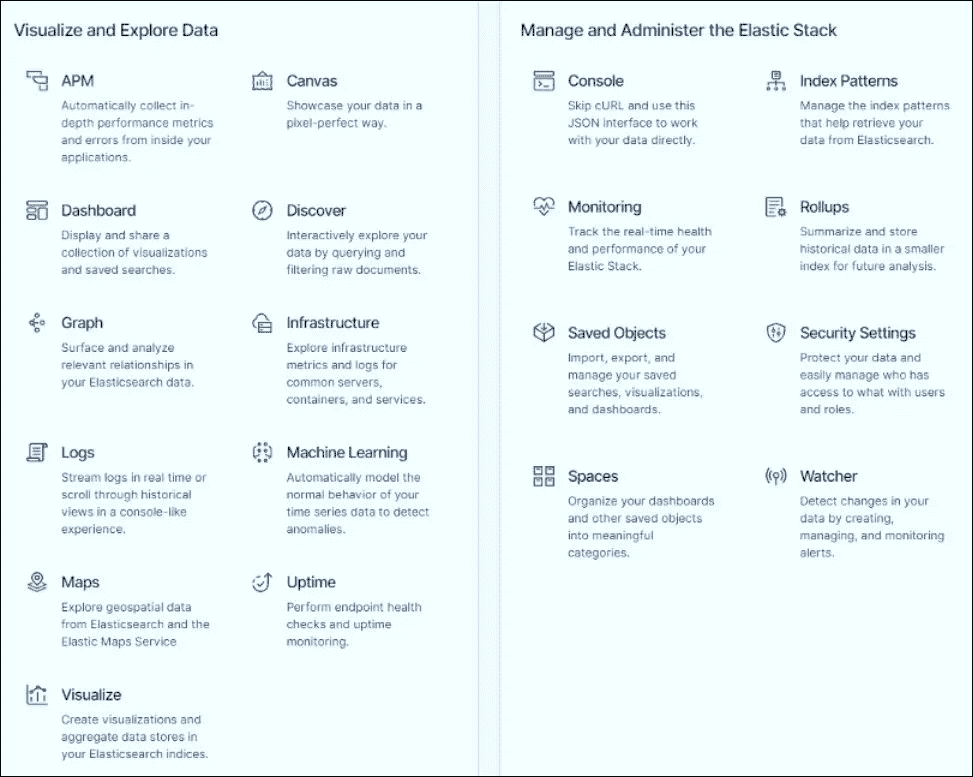 Visualize and Explore Data
APM
Automatically collect in-
depth performance metrics
and errors from inside your
applications.
Canvas
Showcase your data in a
pixel-perfect way.
Dashboard
Display and share a
collection of visualizations
and saved searches.
Discover
Interactively explore your
data by querying and
filtering raw documents.
Graph
Surface and analyze
relevant relationships in
your Elasticsearch data.
Infrastructure
Explore infrastructure
metrics and logs for
common servers,
containers, and services.
Logs
Stream logs in real time or
scroll through historical
views in a console-like
experience.
Machine Learning
Automatically model the
normal behavior of your
time series data to detect
anomalies.
Maps
Explore geospatial data
from Elasticsearch and the
Elastic Maps Service
Uptime
Perform endpoint health
checks and uptime
monitoring.
Visualize
Create visualizations and
aggregate data stores in
your Elasticsearch indices.
Manage and Administer the Elastic Stack
Console
Skip cURL and use this
JSON interface to work
with your data directly.
Index Patterns
Manage the index patterns
that help retrieve your
data from Elasticsearch.
Monitoring
Track the real-time health
and performance of your
Elastic Stack.
Rollups
Summarize and store
historical data in a smaller
index for future analysis.
Saved Objects
Import, export, and
manage your saved
searches, visualizations,
and dashboards.
Security Settings
Protect your data and
easily manage who has
access to what with users
and roles.
Spaces
Organize your dashboards
and other saved objects
into meaningful
categories.
Watcher
Detect changes in your
data by creating,
managing, and monitoring
alerts.